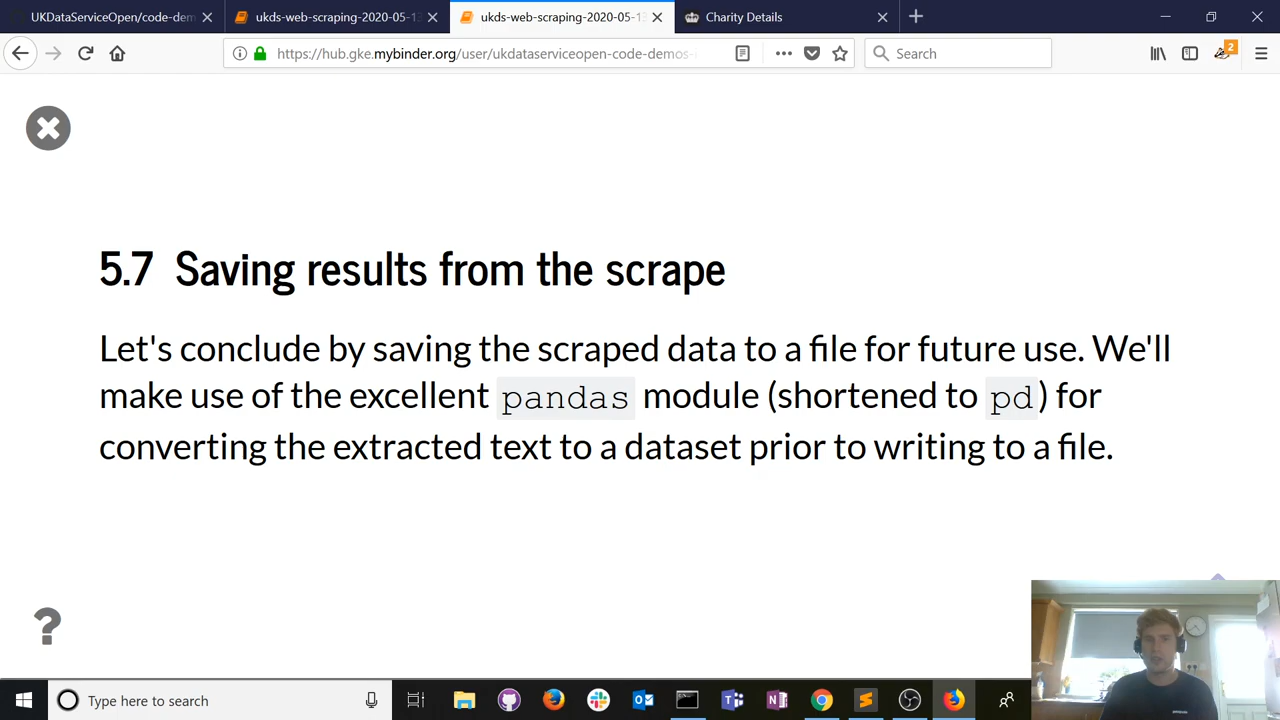 UKDataServiceOpen/code-dem
ukds-web-scraping-2020-05-13
ukds-web-scraping-2020-05-13
Charity Details
https://hub.gke.mybinder.org/user/ukdataserviceopen-code-demos-
Search
2
5.7 Saving results from the scrape
Let's conclude by saving the scraped data to a file for future use. We'll
make use of the excellent pandas module (shortened to pd) for
converting the extracted text to a dataset prior to writing to a file.
?
Type here to search